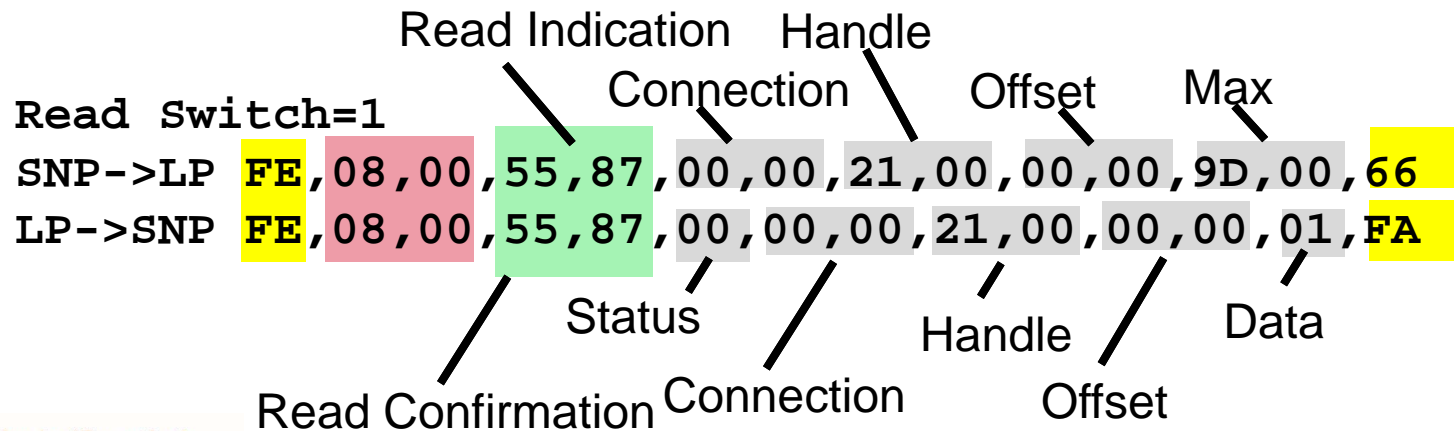 Read Indication Handle
Connection Offset Max
Read Switch=1
SNP->LP FE,08,00,55,87,00,00,21,00,00,00,9D,00,66
LP->SNP FE,08,00,55,87,00,00,00,21,00,00,00,01,FA
Status Handle Data
Read Confirmation Connection Offset